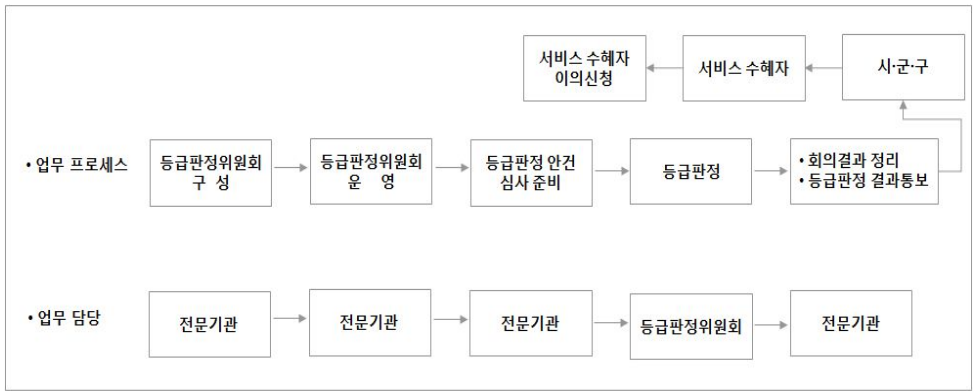 서비스 수혜자
이의신청
서비스 수혜자
시·군·구
• 업무 프로세스
등급판정위원회
구 성
등급판정위원회
운 영
등급판정 안건
심사 준비
등급판정
• 회의결과 정리
• 등급판정 결과통보
• 업무 담당
전문기관
전문기관
전문기관
등급판정위원회
전문기관